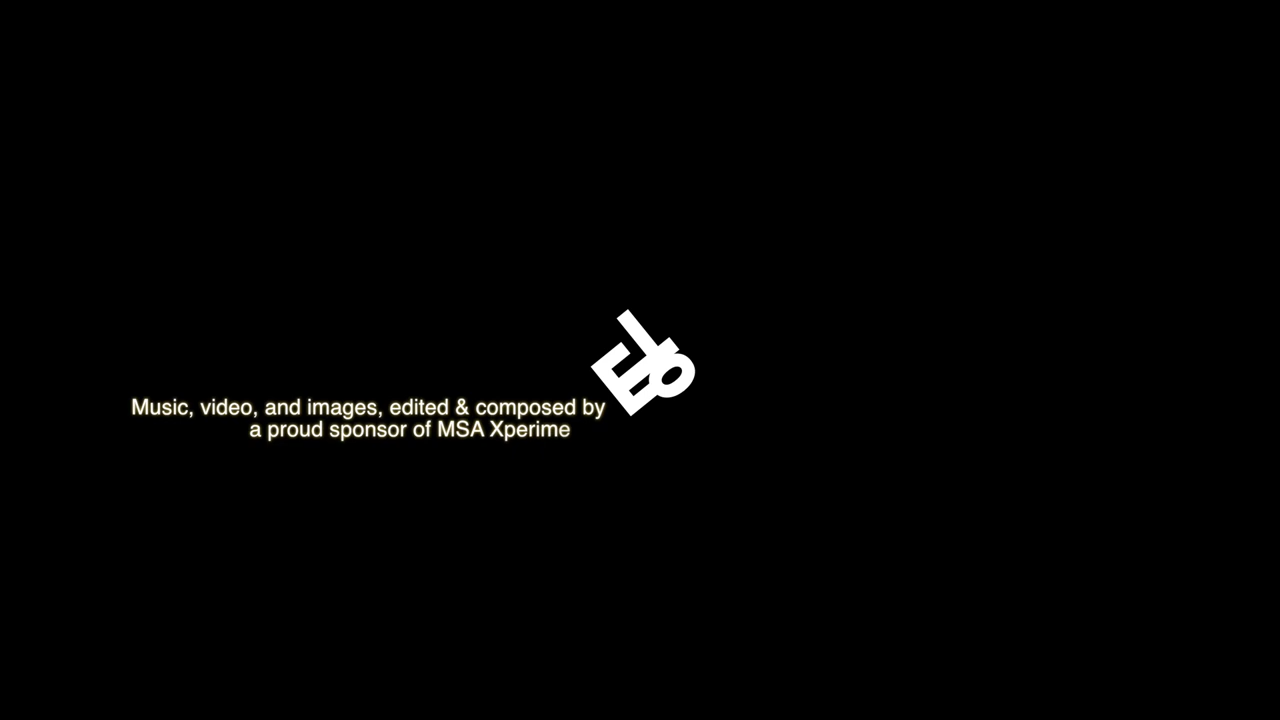 Music, video, and images, edited & composed by
a proud sponsor of MSA Xperime